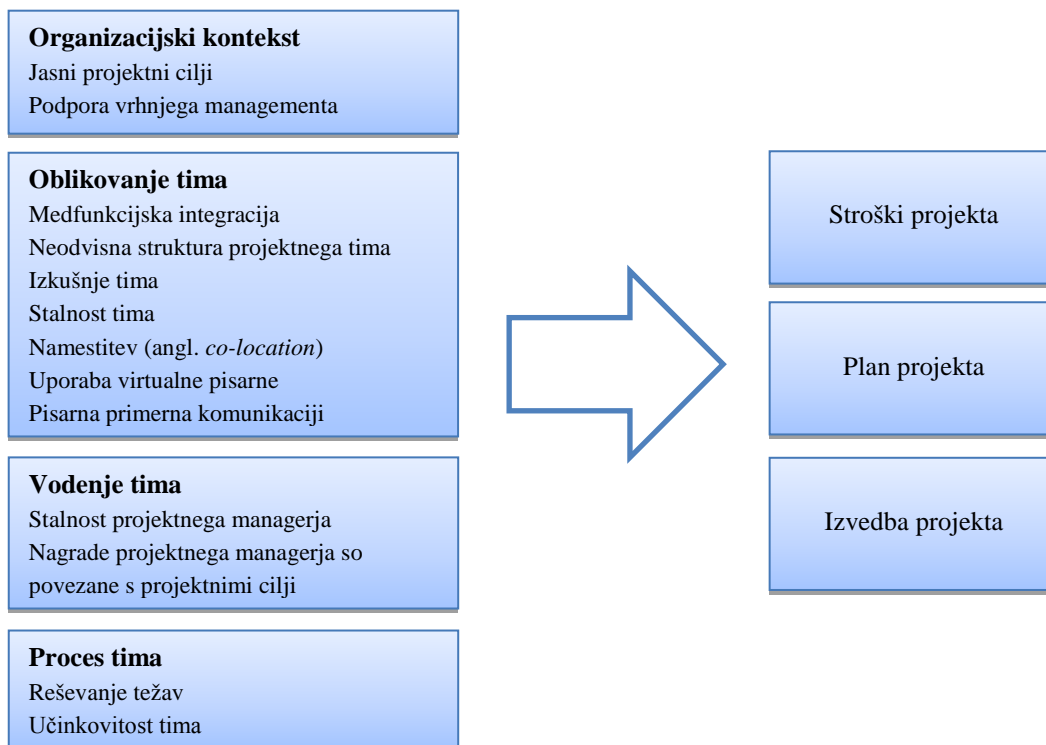 Organizacijski kontekst
Jasni projektni cilji
Podpora vrhnjega managementa
Oblikovanje tima
Medfunkcijska integracija
Neodvisna struktura projektnega tima
Izkušnje tima
Stalnost tima
Namestitev (angl. co-location)
Uporaba virtualne pisarne
Pisarna primerna komunikaciji
Vodenje tima
Stalnost projektnega managerja
Nagrade projektnega managerja so
povezane s projektnimi cilji
Proces tima
Reševanje težav
Učinkovitost tima
Stroški projekta
Plan projekta
Izvedba projekta